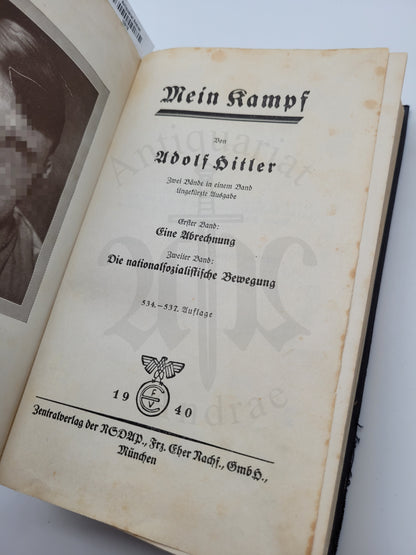 Mein Kampf
Von
Adolf Hitler
Zwei Bände in einem Band
Ungekürzte Ausgabe
Erster Band:
Eine Abrechnung
Zweiter Band:
Die nationalsozialistische Bewegung
534.–537. Auflage
19 40
Zentralverlag der NSDAP., Frz. Eher Nachf., GmbH.,
München
Antiquariat